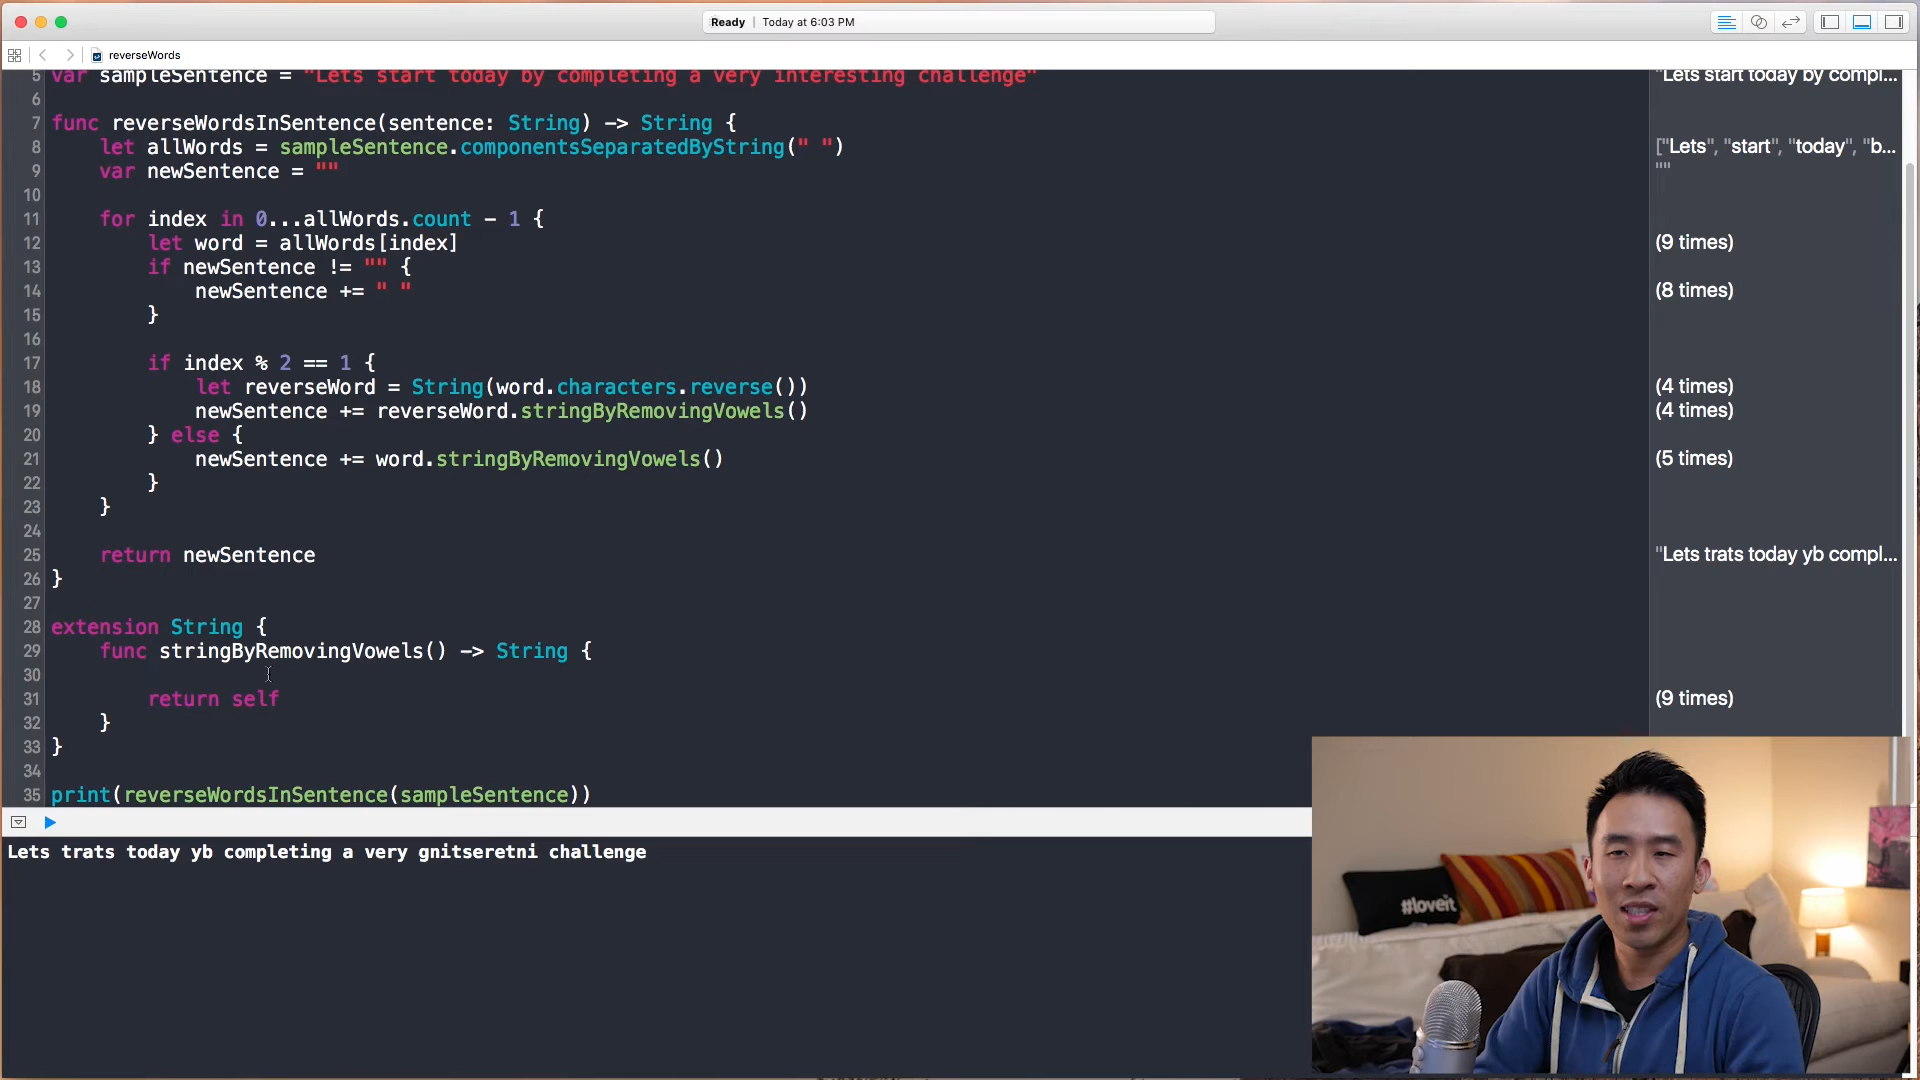 Ready | Today at 6:03 PM
reverseWords
5 var sampleSentence = "Lets start today by completing a very interesting challenge"
"Lets start today by compl...
6
7 func reverseWordsInSentence(sentence: String) -> String {
8 let allWords = sampleSentence.componentsSeparatedByString(" ")
["Lets", "start", "today", "b...
9 var newSentence = ""
""
10
11 for index in 0...allWords.count - 1 {
12 let word = allWords[index]
(9 times)
13 if newSentence != "" {
14 newSentence += " "
(8 times)
15 }
16
17 if index % 2 == 1 {
18 let reverseWord = String(word.characters.reverse())
(4 times)
19 newSentence += reverseWord.stringByRemovingVowels()
(4 times)
20 } else {
21 newSentence += word.stringByRemovingVowels()
(5 times)
22 }
23 }
24
25 return newSentence
"Lets trats today yb compl...
26 }
27
28 extension String {
29 func stringByRemovingVowels() -> String {
30
31 return self
(9 times)
32 }
33 }
34
35 print(reverseWordsInSentence(sampleSentence))
Lets trats today yb completing a very gnitseretni challenge
#loveit